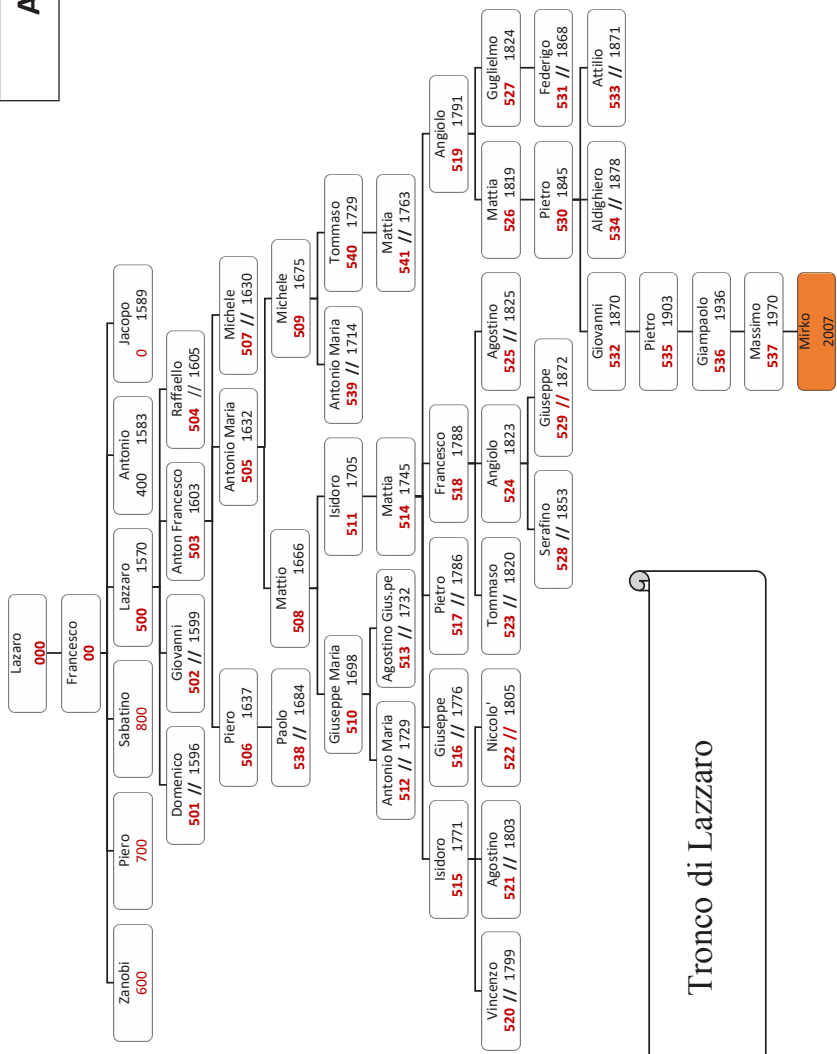 A
Lazaro
000
Francesco
00
Zanobi
600
Piero
700
Sabatino
800
Lazzaro
500 1570
Antonio
400 1583
Jacopo
0 1589
Domenico
501 // 1596
Giovanni
502 // 1599
Anton Francesco
503 1603
Raffaello
504 // 1605
Piero
506 1637
Antonio Maria
505 1632
Michele
507 // 1630
Paolo
538 // 1684
Mattio
508 1666
Michele
509 1675
Giuseppe Maria
510 1698
Isidoro
511 1705
Antonio Maria
539 // 1714
Tommaso
540 1729
Antonio Maria
512 // 1729
Agostino Gius.pe
513 // 1732
Mattia
514 1745
Mattia
541 // 1763
Isidoro
515 1771
Giuseppe
516 // 1776
Pietro
517 // 1786
Francesco
518 1788
Angiolo
519 1791
Vincenzo
520 // 1799
Agostino
521 // 1803
Niccolo'
522 // 1805
Tommaso
523 // 1820
Angiolo
524 1823
Agostino
525 // 1825
Mattia
526 1819
Guglielmo
527 1824
Serafino
528 // 1853
Giuseppe
529 // 1872
Pietro
530 1845
Federigo
531 // 1868
Giovanni
532 1870
Aldighiero
534 // 1878
Attilio
533 // 1871
Pietro
535 1903
Giampaolo
536 1936
Massimo
537 1970
Mirko
2007
Tronco di Lazzaro